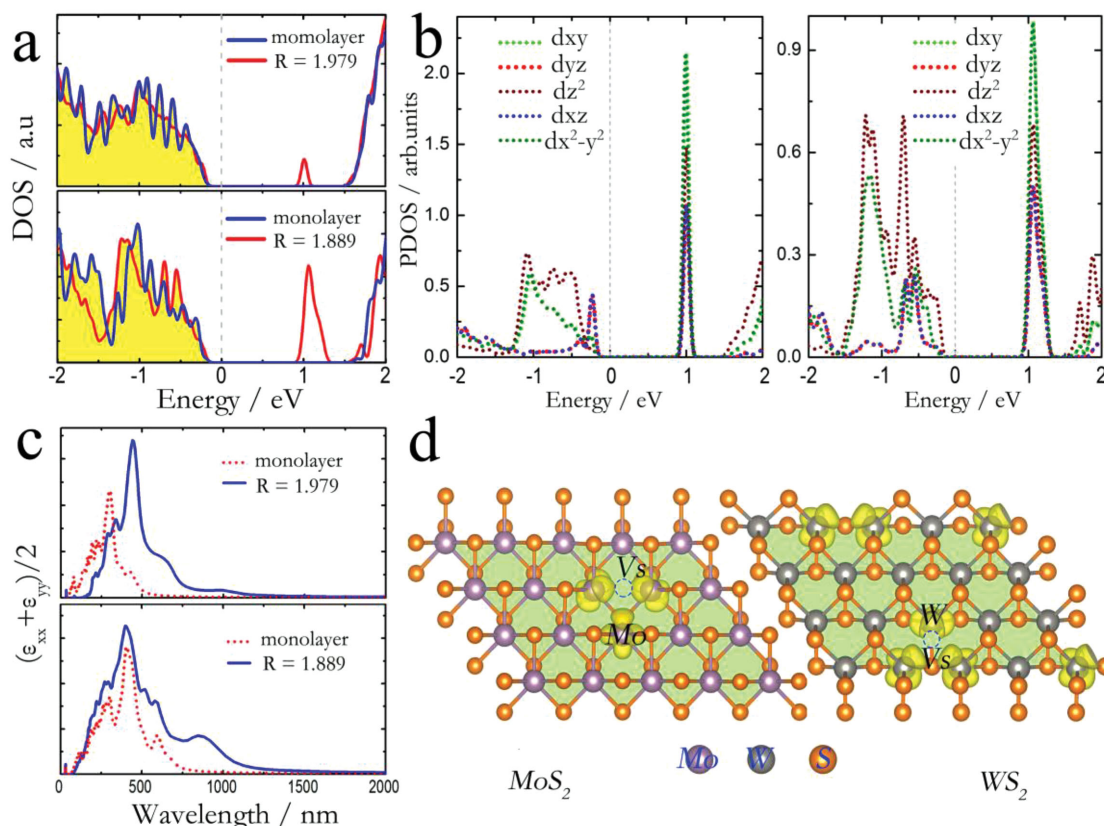 a
DOS / a.u
momolayer
R = 1.979
monolayer
R = 1.889
-2 -1 0 1 2
Energy / eV
b
PDOS / arb.units
2.0
1.5
1.0
0.5
0.0
dxy
dyz
dz²
dxz
dx²-y²
-2 -1 0 1 2
Energy / eV
0.9
0.6
0.3
0.0
dxy
dyz
dz²
dxz
dx²-y²
-2 -1 0 1 2
Energy / eV
c
(ε xx +ε yy)/2
monolayer
R = 1.979
monolayer
R = 1.889
0 500 1000 1500 2000
Wavelength / nm
d
Vs
Mo
W
Vs
Mo W S
MoS₂ WS₂